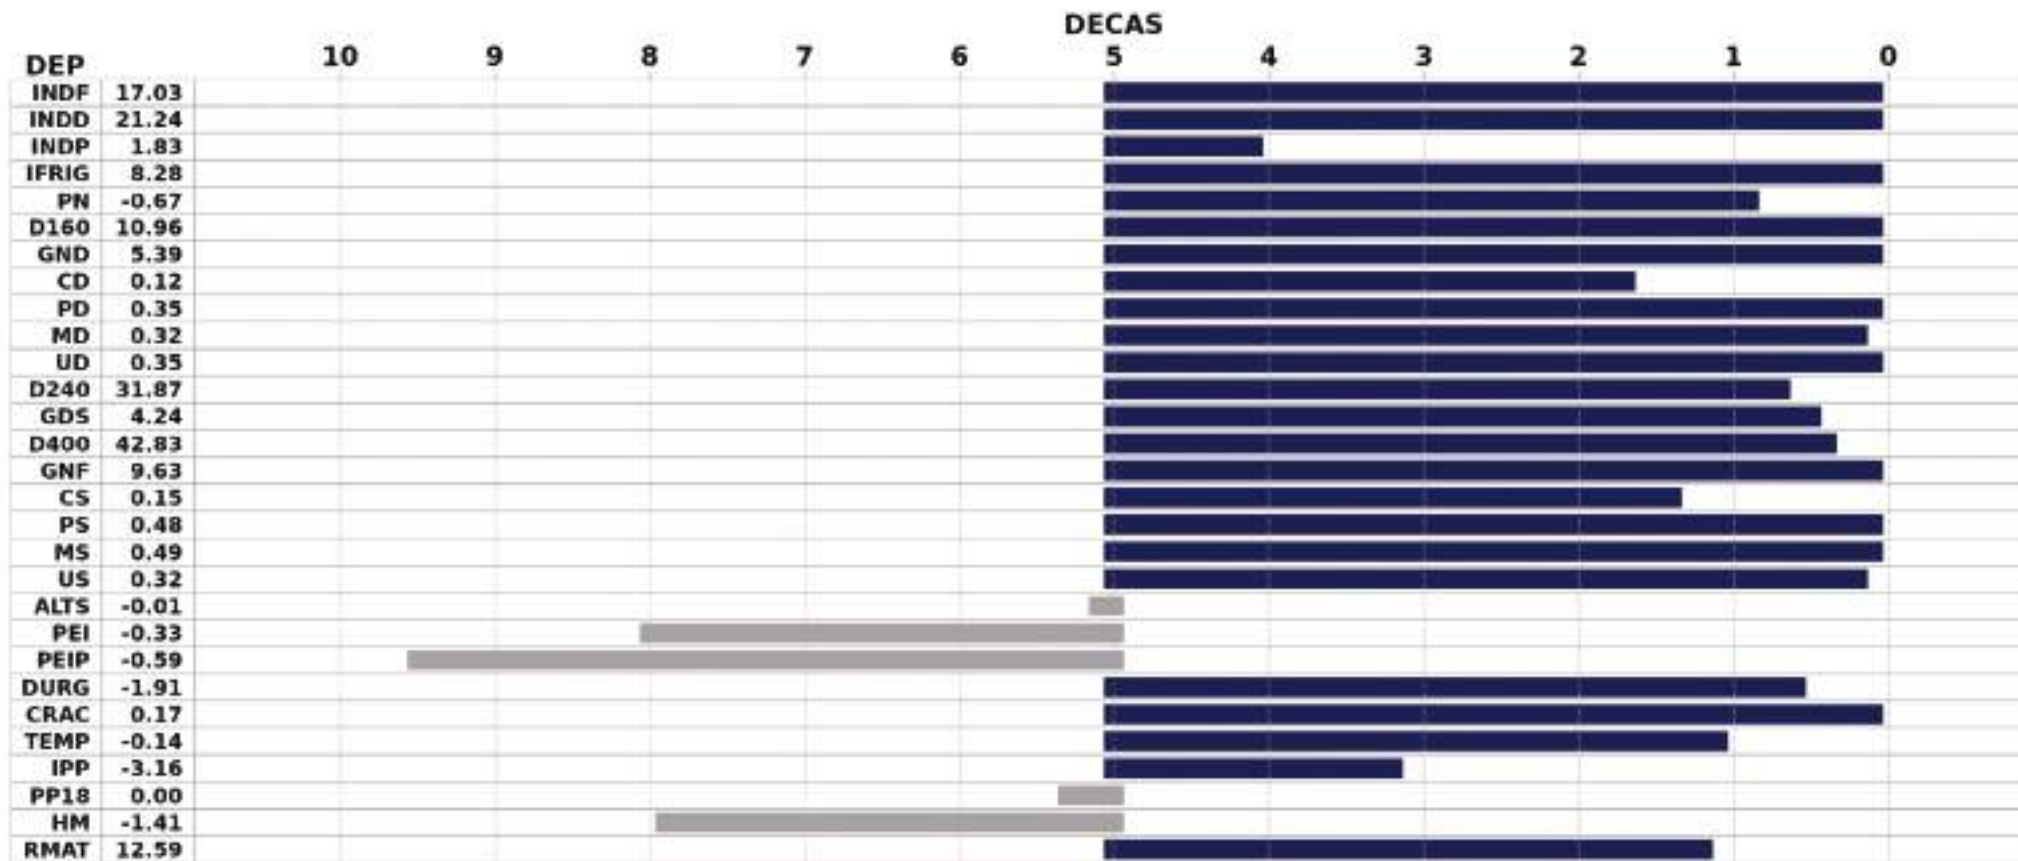 DECAS
DEP 10 9 8 7 6 5 4 3 2 1 0
INDF 17.03
INDD 21.24
INDP 1.83
IFRIG 8.28
PN -0.67
D160 10.96
GND 5.39
CD 0.12
PD 0.35
MD 0.32
UD 0.35
D240 31.87
GDS 4.24
D400 42.83
GNF 9.63
CS 0.15
PS 0.48
MS 0.49
US 0.32
ALTS -0.01
PEI -0.33
PEIP -0.59
DURG -1.91
CRAC 0.17
TEMP -0.14
IPP -3.16
PP18 0.00
HM -1.41
RMAT 12.59